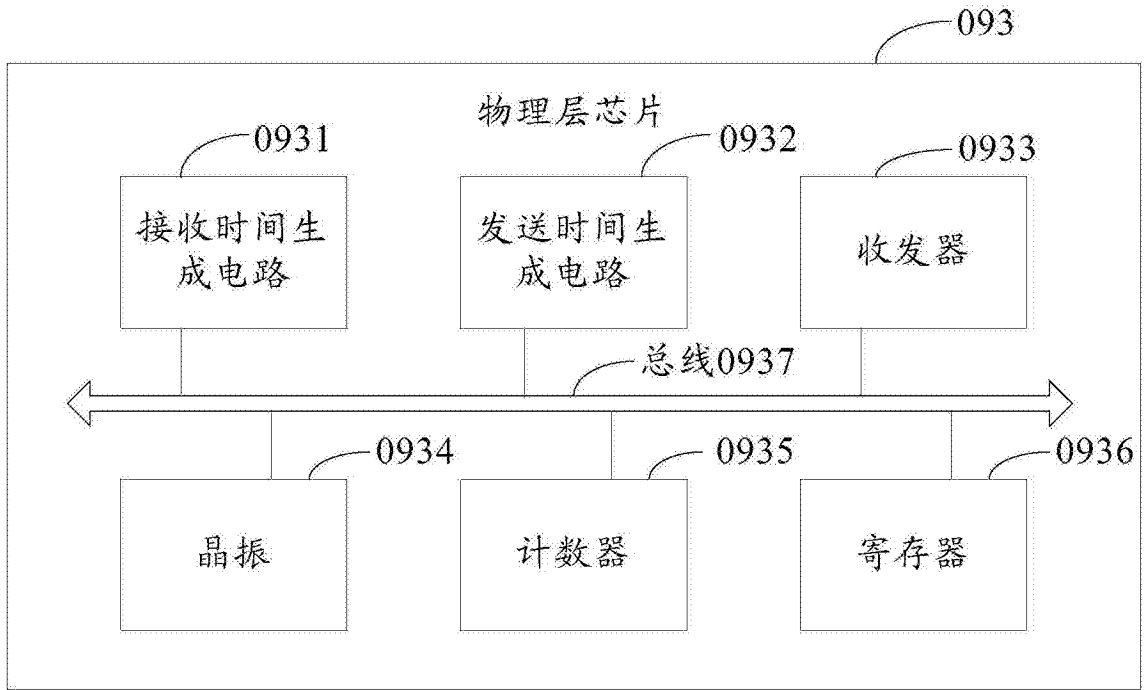 093
物理层芯片
0931
0932
0933
接收时间生
成电路
发送时间生
成电路
收发器
总线0937
0934
0935
0936
晶振
计数器
寄存器